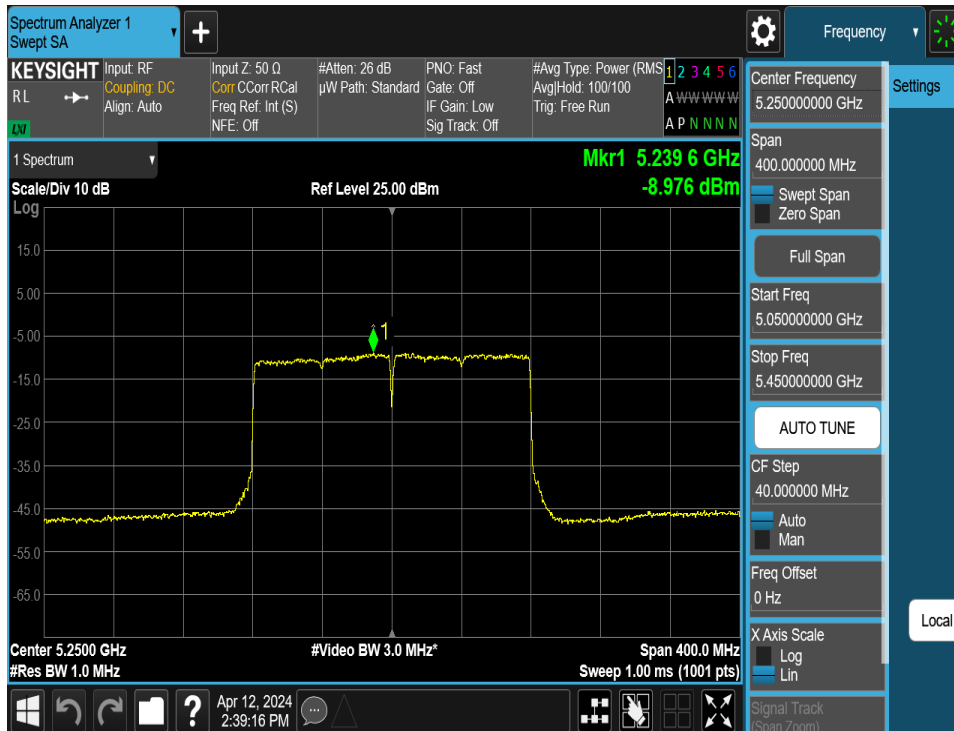 Spectrum Analyzer 1
Swept SA
+
Frequency
KEYSIGHT
R L
LXI
Input: RF
Coupling: DC
Align: Auto
Input Z: 50 Ω
Corr CCorr RCal
Freq Ref: Int (S)
NFE: Off
#Atten: 26 dB
µW Path: Standard
PNO: Fast
Gate: Off
IF Gain: Low
Sig Track: Off
#Avg Type: Power (RMS
Avg|Hold: 100/100
Trig: Free Run
1 2 3 4 5 6
A W W W W W
A P N N N N
1 Spectrum
Mkr1 5.239 6 GHz
Scale/Div 10 dB
Ref Level 25.00 dBm
-8.976 dBm
Log
15.0
5.00
-5.00
-15.0
-25.0
-35.0
-45.0
-55.0
-65.0
1
Center 5.2500 GHz
#Video BW 3.0 MHz*
Span 400.0 MHz
#Res BW 1.0 MHz
Sweep 1.00 ms (1001 pts)
Center Frequency
5.250000000 GHz
Settings
Span
400.000000 MHz
Swept Span
Zero Span
Full Span
Start Freq
5.050000000 GHz
Stop Freq
5.450000000 GHz
AUTO TUNE
CF Step
40.000000 MHz
Auto
Man
Freq Offset
0 Hz
Local
X Axis Scale
Log
Lin
Signal Track
(Span Zoom)
?
Apr 12, 2024
2:39:16 PM